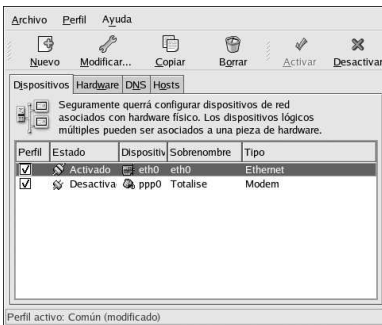 Archivo Perfil Ayuda
Nuevo Modificar... Copiar Borrar Activar Desactivar
Dispositivos Hardware DNS Hosts
Seguramente querrá configurar dispositivos de red
asociados con hardware físico. Los dispositivos lógicos
múltiples pueden ser asociados a una pieza de hardware.
Perfil Estado Dispositiv Sobrenombre Tipo
Activado eth0 eth0 Ethernet
Desactiva ppp0 Totalise Modem
Perfil activo: Común (modificado)